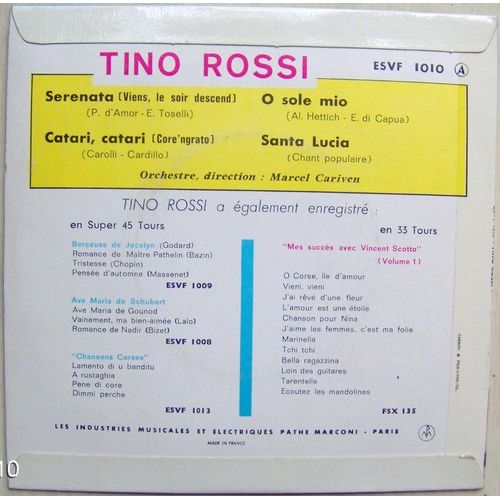 TINO ROSSI
ESVF 1010 A
Serenata (Viens, le soir descend)
(P. d'Amor - E. Toselli)
O sole mio
(Al. Hettich - E. di Capua)
Catari, catari (Core'ngrato)
(Carolli - Cardillo)
Santa Lucia
(Chant populaire)
Orchestre, direction : Marcel Cariven
TINO ROSSI a également enregistré :
en Super 45 Tours
Berceuse de Jocelyn (Godard)
Romance de Maître Pathelin (Bazin)
Tristesse (Chopin)
Pensée d'automne (Massenet)
ESVF 1009
Ave Maria de Schubert
Ave Maria de Gounod
Vainement, ma bien-aimée (Lalo)
Romance de Nadir (Bizet)
ESVF 1008
"Chansons Corses"
Lamento di u banditu
A rustaghia
Pene di core
Dimmi perche
ESVF 1013
en 33 Tours
"Mes succès avec Vincent Scotto"
(Volume 1)
O Corse, île d'amour
Vieni, vieni
J'ai rêvé d'une fleur
L'amour est une étoile
Chanson pour Nina
J'aime les femmes, c'est ma folie
Marinella
Tchi tchi
Bella ragazzina
Loin des guitares
Tarentelle
Ecoutez les mandolines
FSX 135
LES INDUSTRIES MUSICALES ET ELECTRIQUES PATHE MARCONI - PARIS
MADE IN FRANCE
10